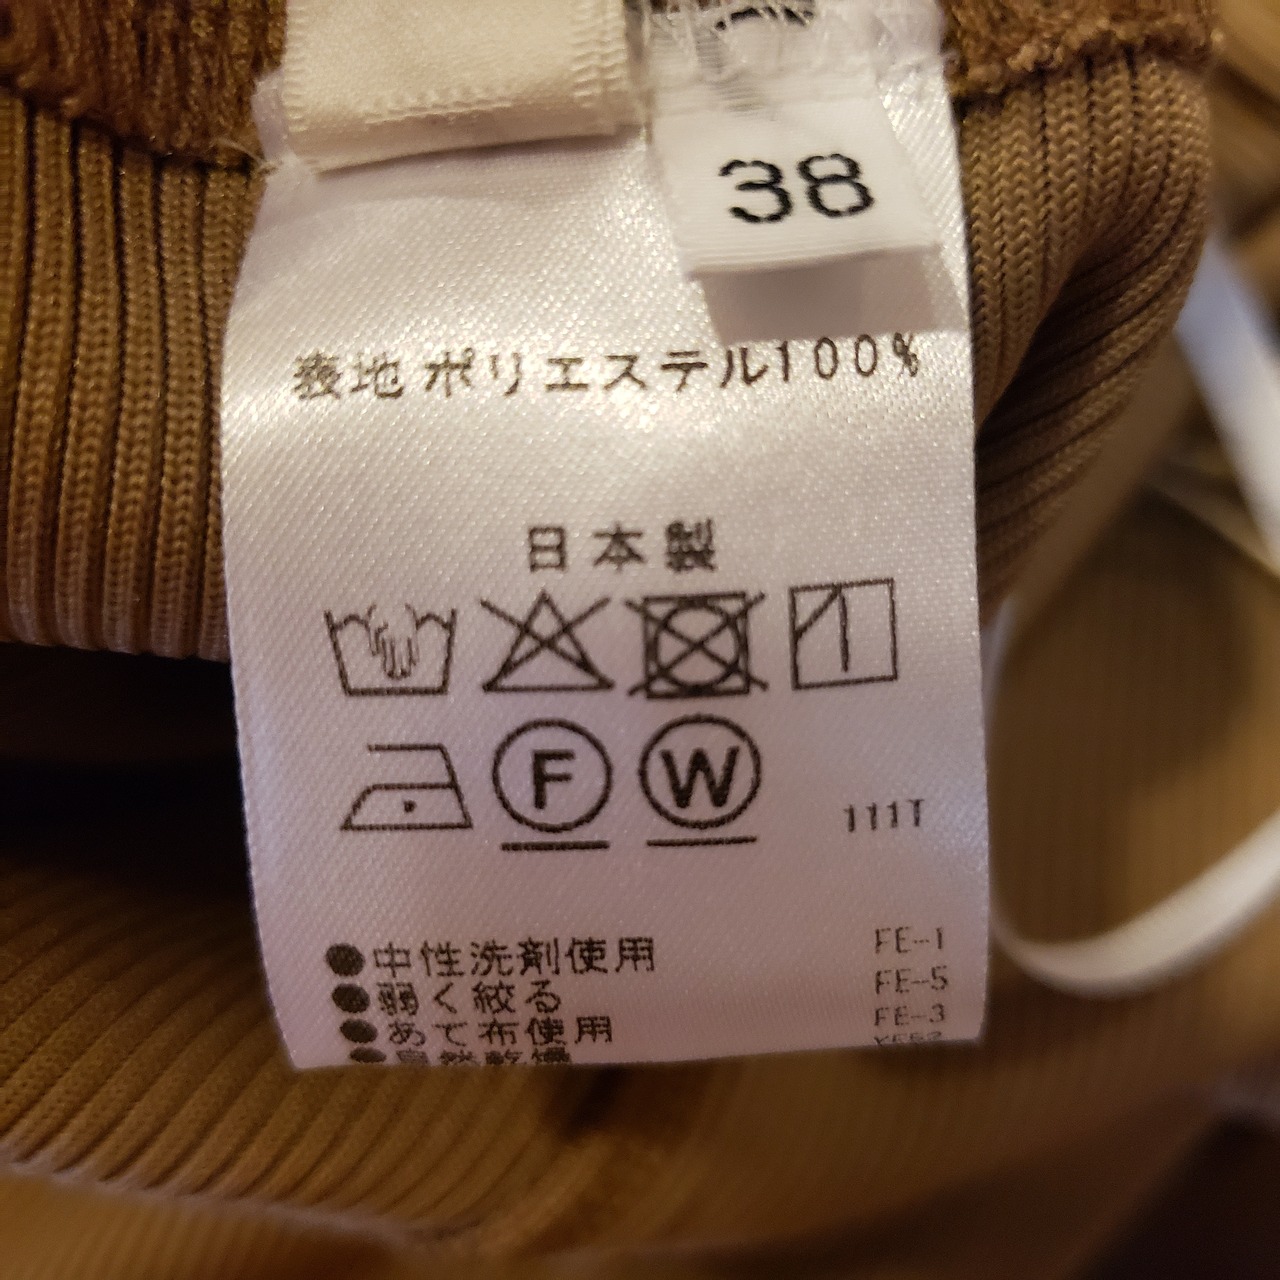 38
表地 ポリエステル100%
日本製
F W
111T
●中性洗剤使用 FE-1
●弱く絞る FE-5
●あて布使用 FE-3